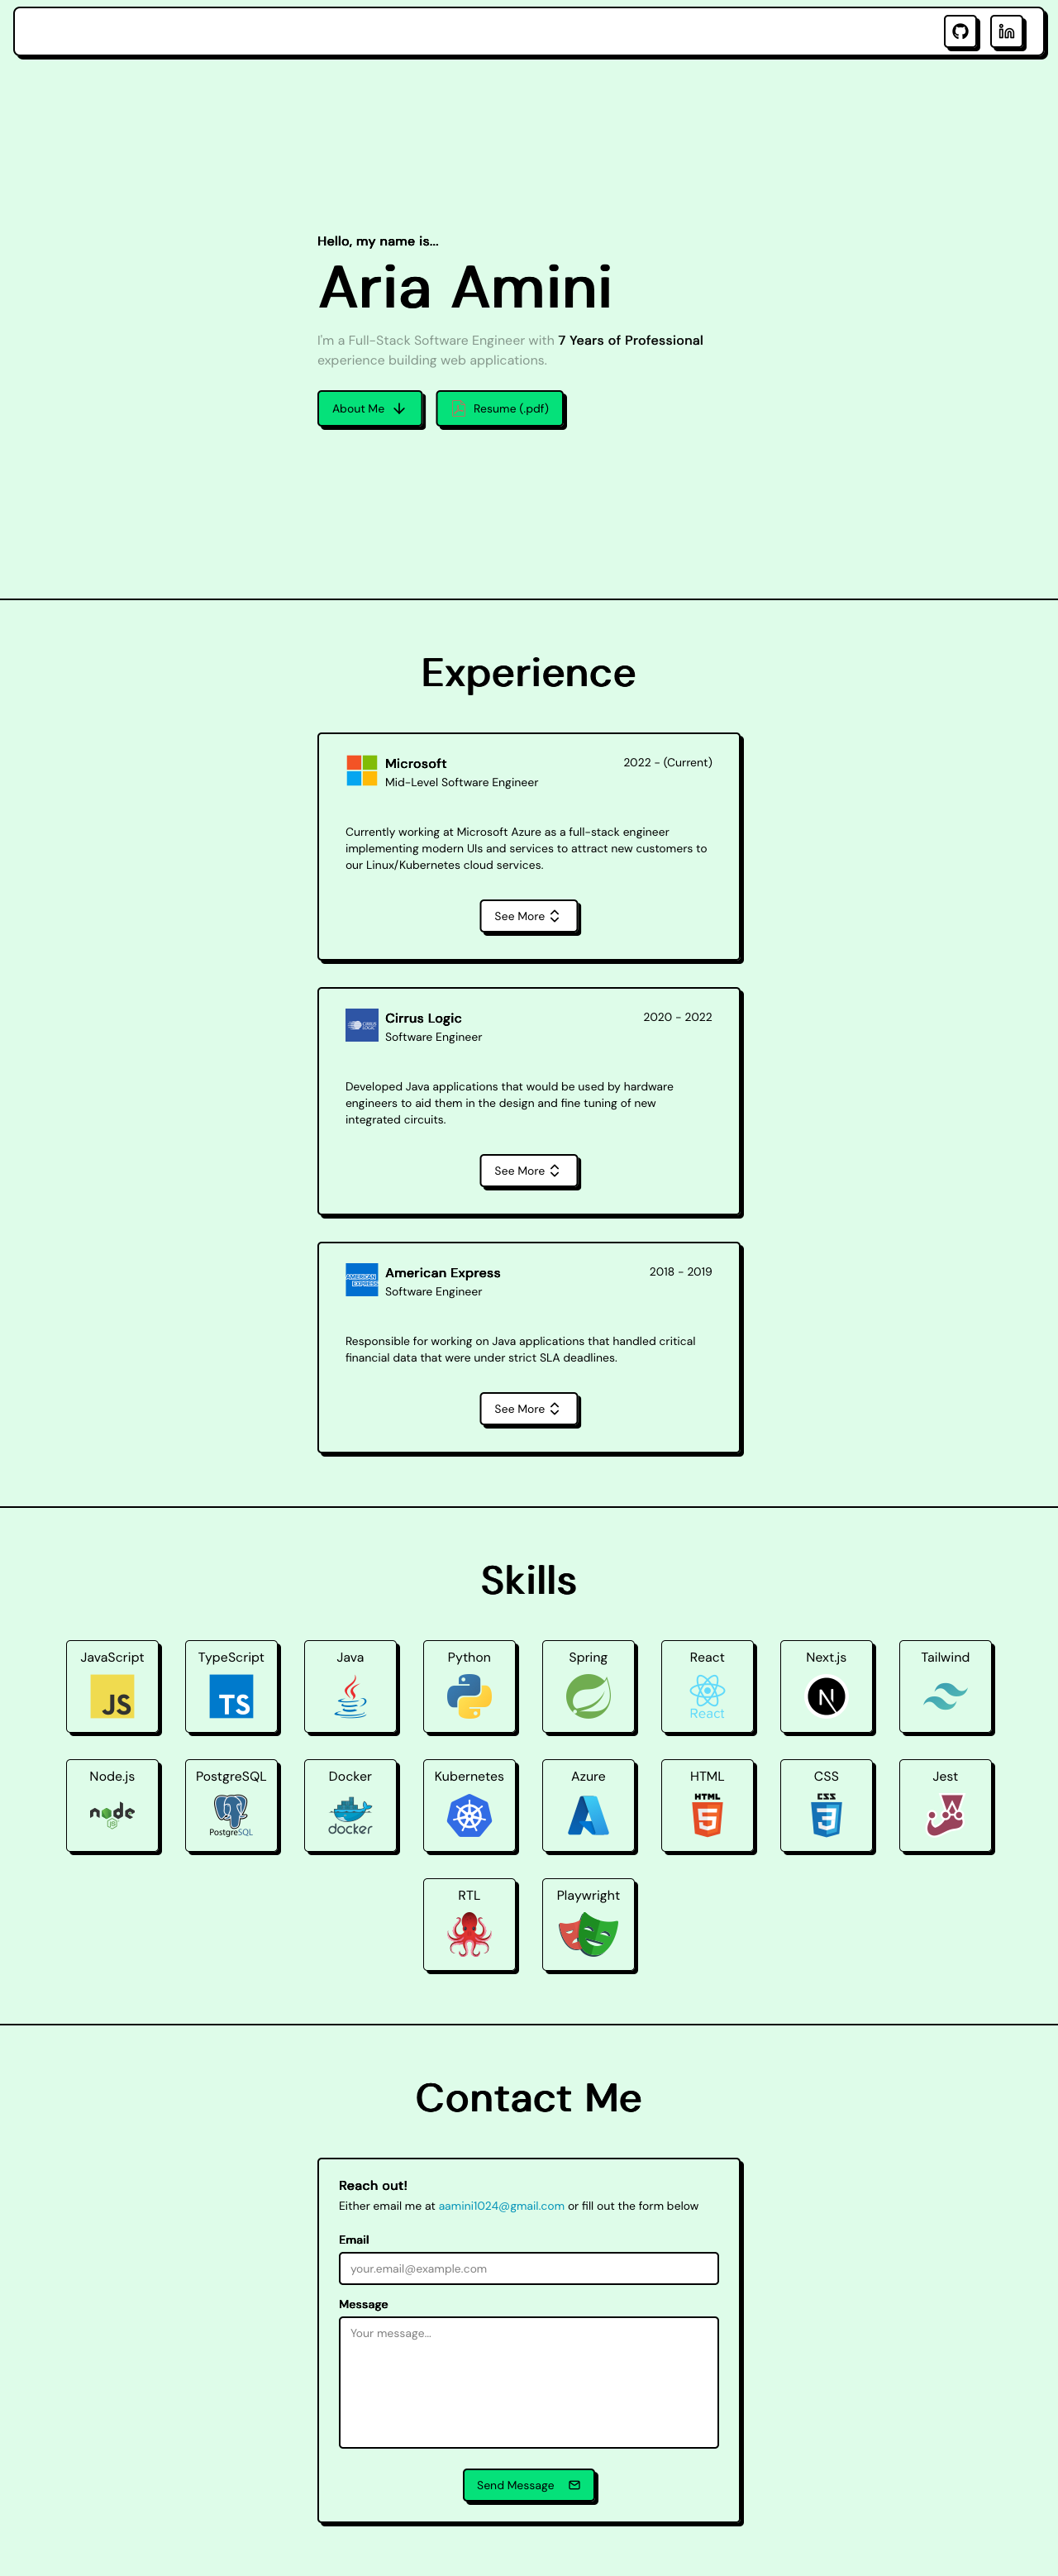 Hello, my name is...
Aria Amini
I'm a Full-Stack Software Engineer with 7 Years of Professional
experience building web applications.
About Me
Resume (.pdf)
Experience
Microsoft
2022 - (Current)
Mid-Level Software Engineer
Currently working at Microsoft Azure as a full-stack engineer
implementing modern UIs and services to attract new customers to
our Linux/Kubernetes cloud services.
See More
CIRRUS LOGIC
Cirrus Logic
2020 - 2022
Software Engineer
Developed Java applications that would be used by hardware
engineers to aid them in the design and fine tuning of new
integrated circuits.
See More
AMERICAN EXPRESS
American Express
2018 - 2019
Software Engineer
Responsible for working on Java applications that handled critical
financial data that were under strict SLA deadlines.
See More
Skills
JavaScript
JS
TypeScript
TS
Java
Python
Spring
React
React
Next.js
N
Tailwind
Node.js
node
JS
PostgreSQL
PostgreSQL
Docker
docker
Kubernetes
Azure
HTML
HTML
5
CSS
CSS
3
Jest
RTL
Playwright
Contact Me
Reach out!
Either email me at aamini1024@gmail.com or fill out the form below
Email
your.email@example.com
Message
Your message...
Send Message